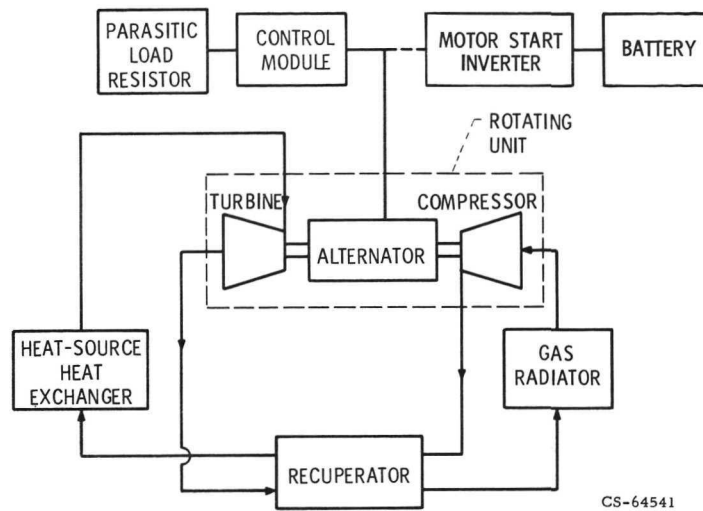 PARASITIC
LOAD
RESISTOR
CONTROL
MODULE
MOTOR START
INVERTER
BATTERY
ROTATING
UNIT
TURBINE
COMPRESSOR
ALTERNATOR
HEAT-SOURCE
HEAT
EXCHANGER
GAS
RADIATOR
RECUPERATOR
CS-64541